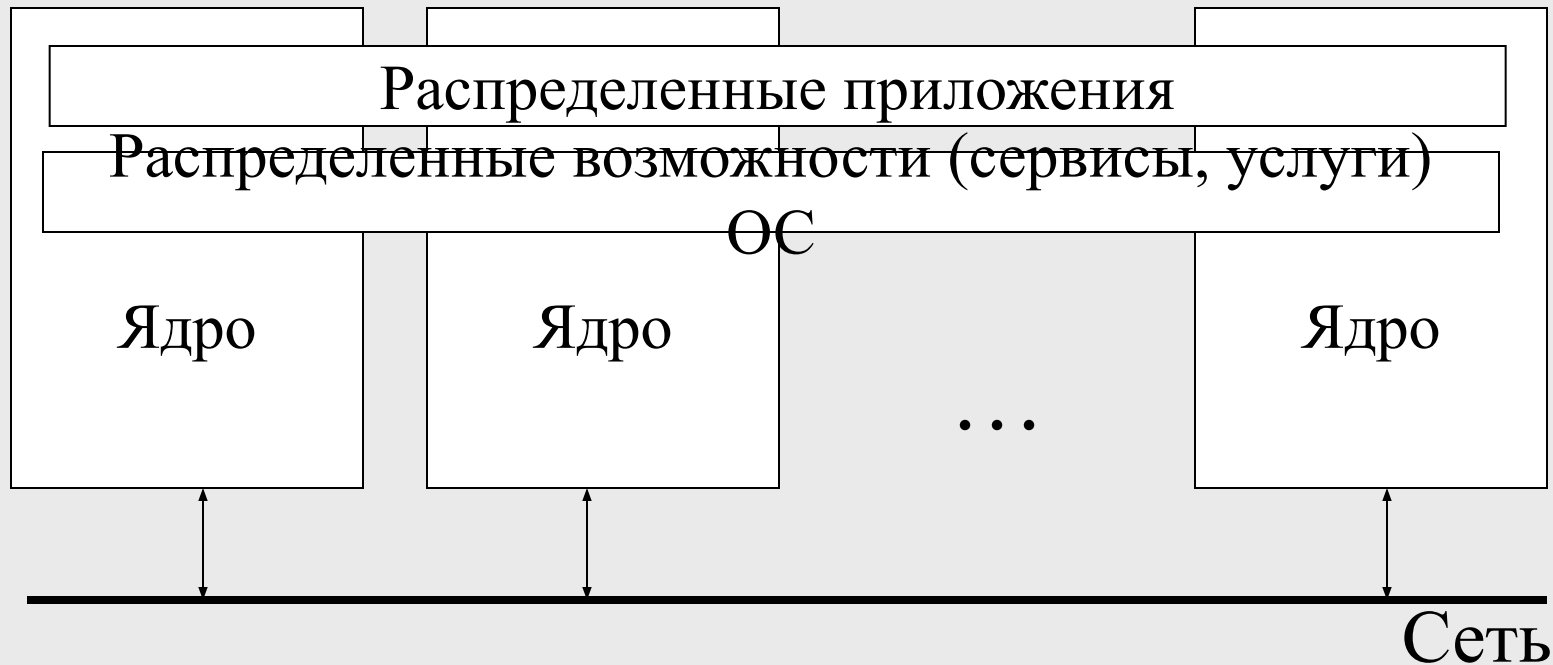 Распределенные приложения
Распределенные возможности (сервисы, услуги)
ОС
Ядро
Ядро
Ядро
...
Сеть